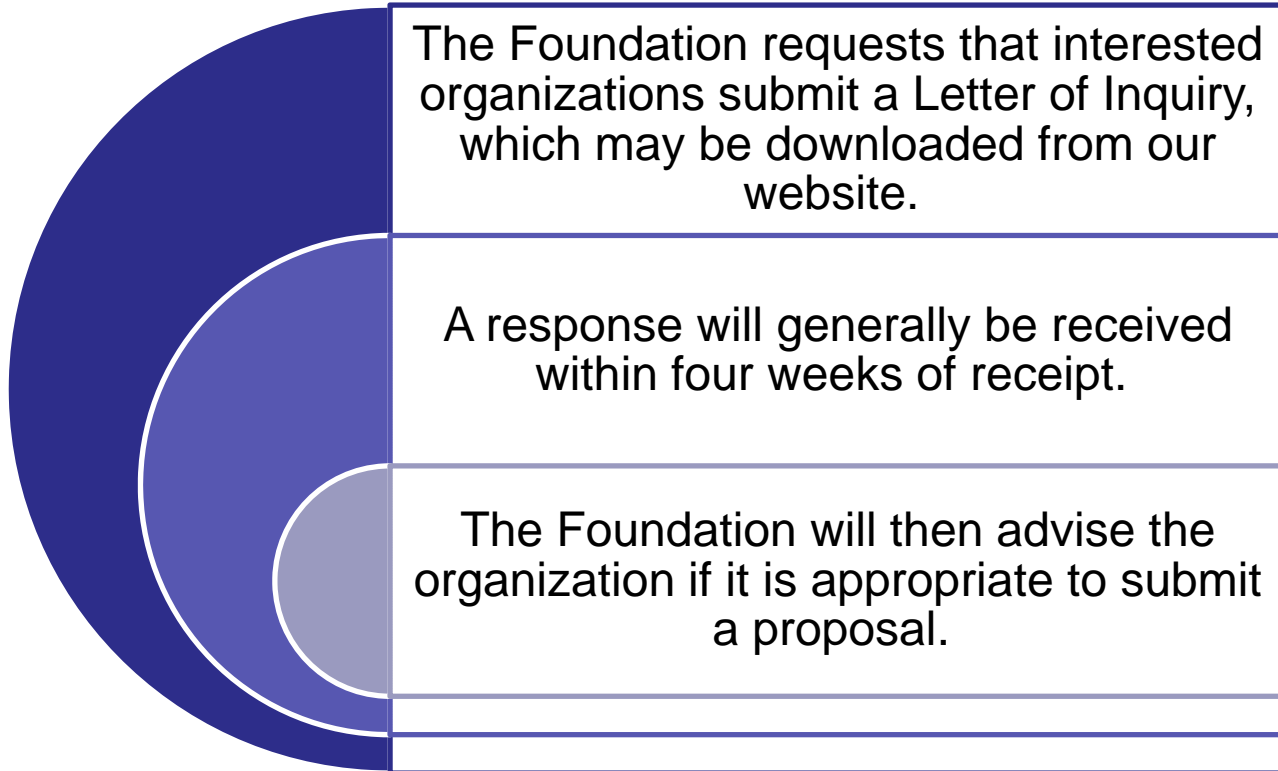 The Foundation requests that interested
organizations submit a Letter of Inquiry,
which may be downloaded from our
website.
A response will generally be received
within four weeks of receipt.
The Foundation will then advise the
organization if it is appropriate to submit
a proposal.